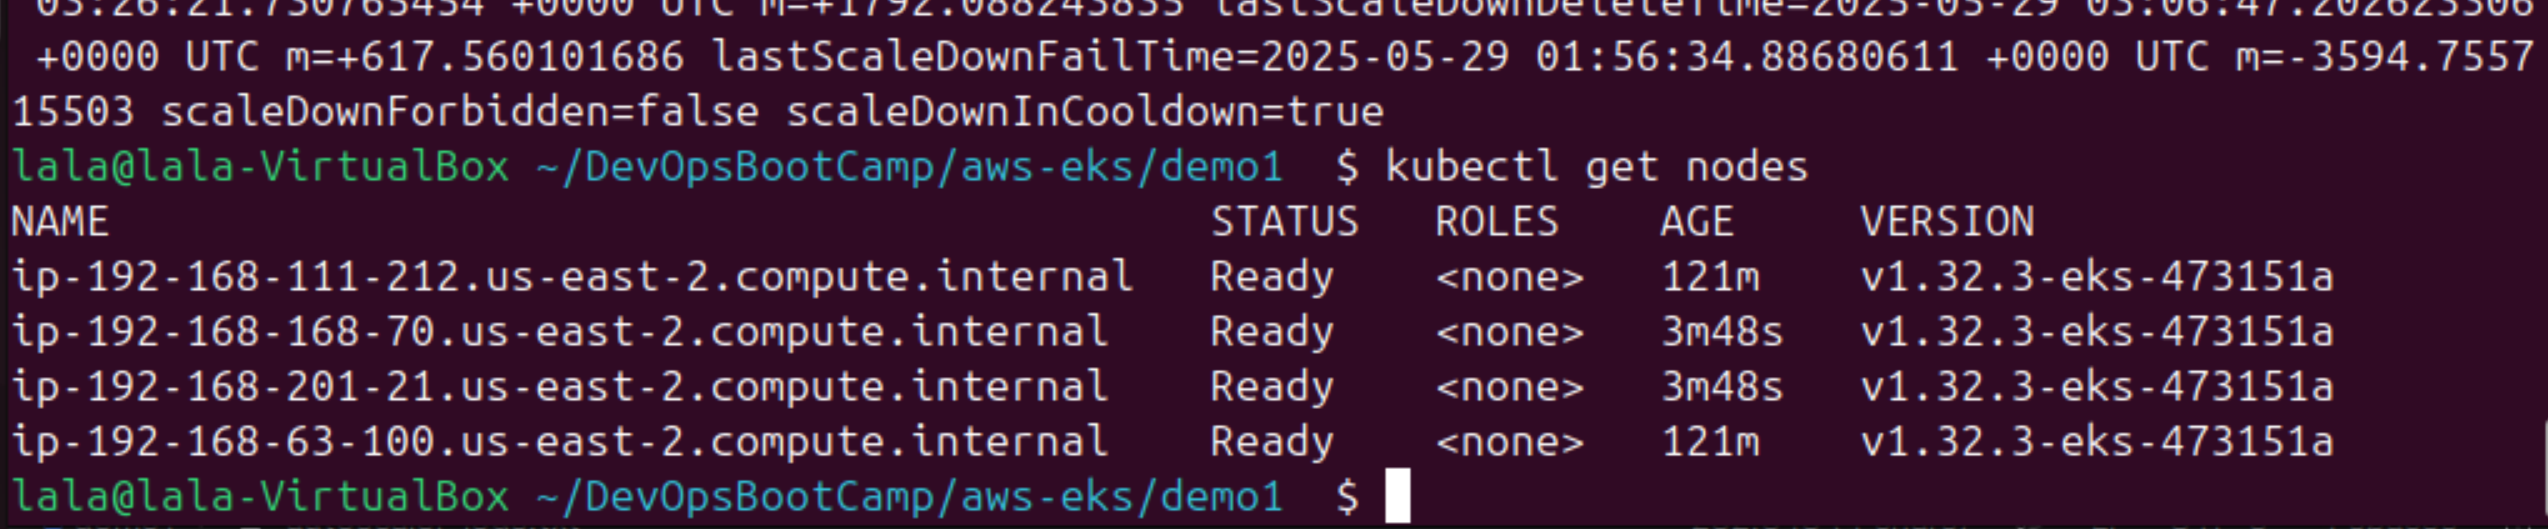 03:26:21.730765454 +0000 UTC m=+1792.088243835 lastScaleDownDeleteTime=2025-05-29 03:06:47.202623306
+0000 UTC m=+617.560101686 lastScaleDownFailTime=2025-05-29 01:56:34.88680611 +0000 UTC m=-3594.7557
15503 scaleDownForbidden=false scaleDownInCooldown=true
lala@lala-VirtualBox ~/DevOpsBootCamp/aws-eks/demo1 $ kubectl get nodes
NAME STATUS ROLES AGE VERSION
ip-192-168-111-212.us-east-2.compute.internal Ready <none> 121m v1.32.3-eks-473151a
ip-192-168-168-70.us-east-2.compute.internal Ready <none> 3m48s v1.32.3-eks-473151a
ip-192-168-201-21.us-east-2.compute.internal Ready <none> 3m48s v1.32.3-eks-473151a
ip-192-168-63-100.us-east-2.compute.internal Ready <none> 121m v1.32.3-eks-473151a
lala@lala-VirtualBox ~/DevOpsBootCamp/aws-eks/demo1 $